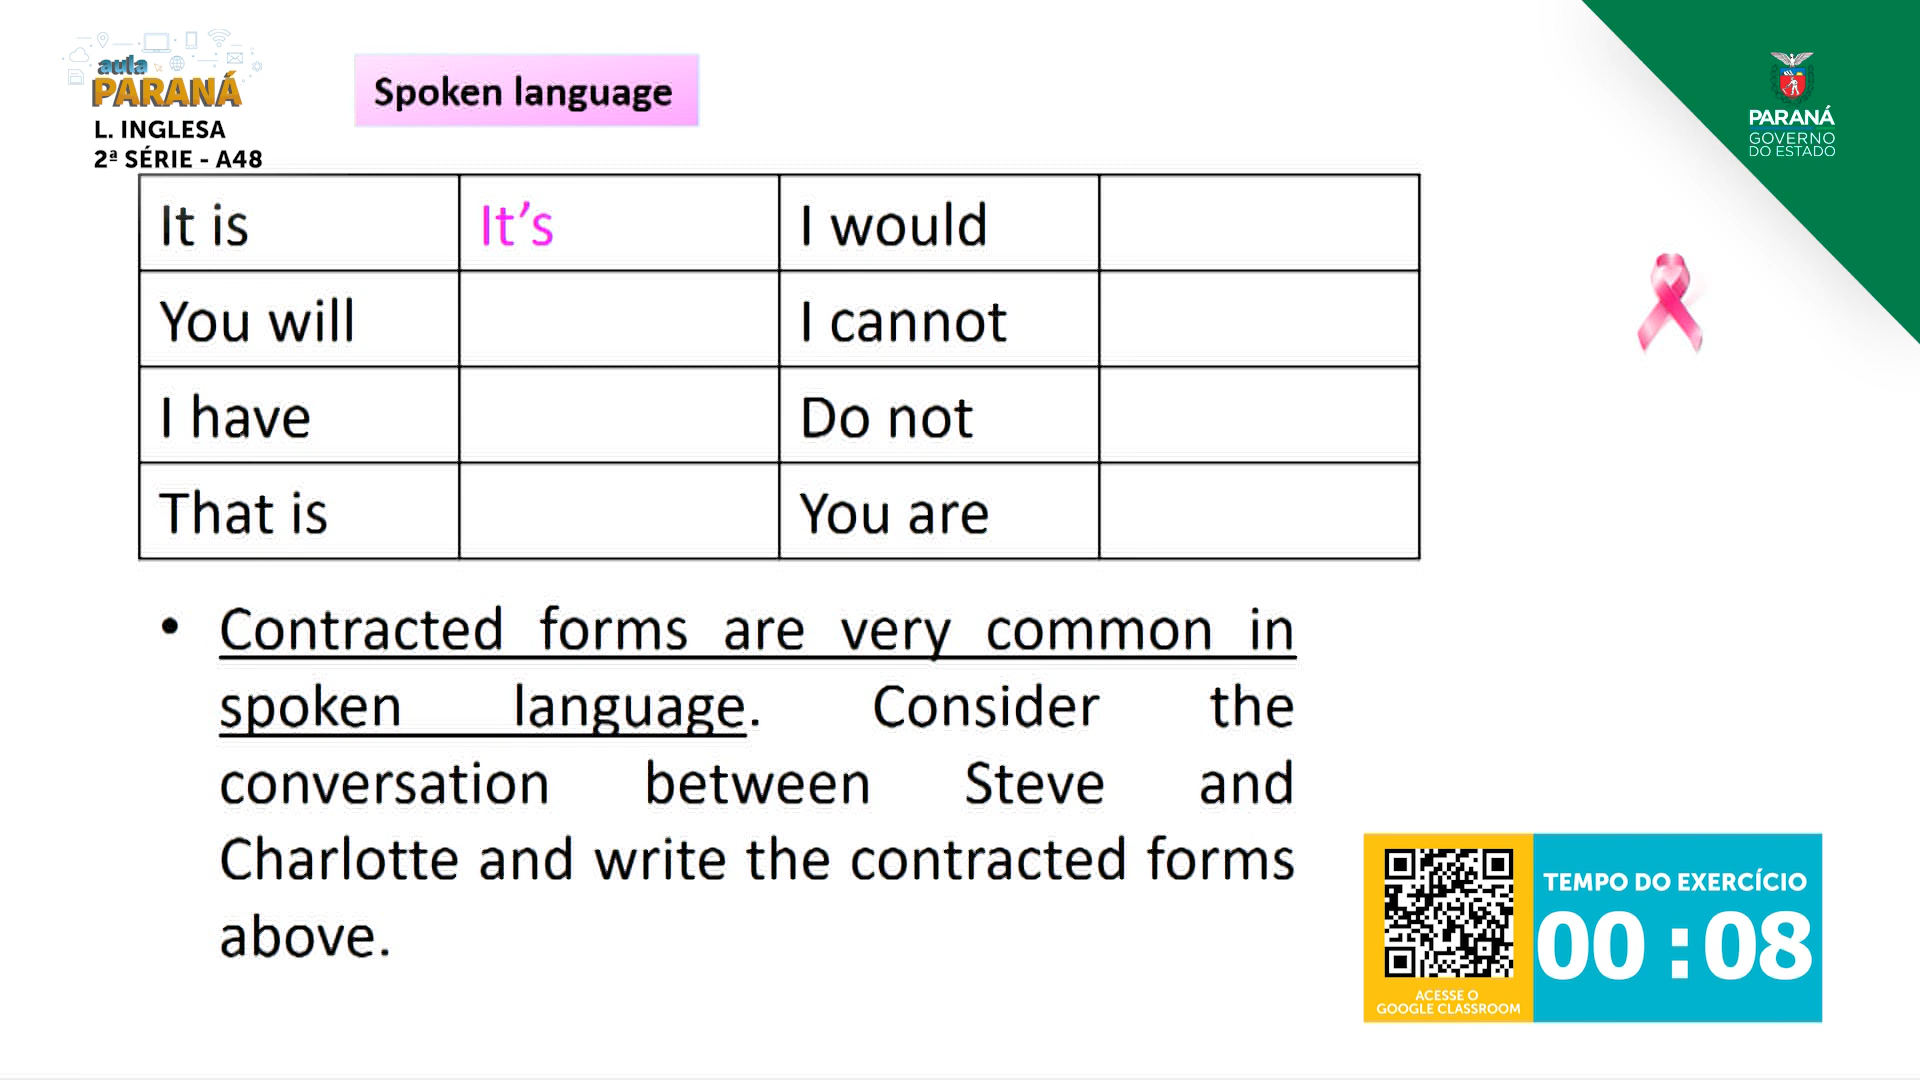 aula
PARANÁ
L. INGLESA
2ª SÉRIE - A48
Spoken language
PARANÁ
GOVERNO
DO ESTADO
It is It’s I would
You will I cannot
I have Do not
That is You are
• Contracted forms are very common in
spoken language. Consider the
conversation between Steve and
Charlotte and write the contracted forms
above.
TEMPO DO EXERCÍCIO
00:08
ACESSE O
GOOGLE CLASSROOM